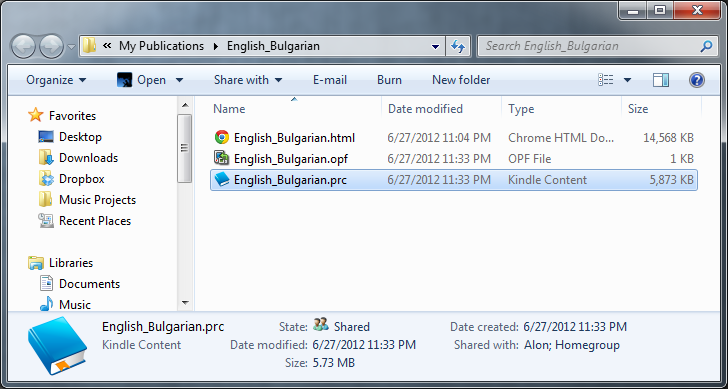 « My Publications ▸ English_Bulgarian
Search English_Bulgarian
Organize Open Share with E-mail Burn New folder
Name Date modified Type Size
Favorites
Desktop
Downloads
Dropbox
Music Projects
Recent Places
Libraries
Documents
Music
English_Bulgarian.html 6/27/2012 11:04 PM Chrome HTML Do... 14,568 KB
English_Bulgarian.opf 6/27/2012 11:33 PM OPF File 1 KB
English_Bulgarian.prc 6/27/2012 11:33 PM Kindle Content 5,873 KB
English_Bulgarian.prc State: Shared Date created: 6/27/2012 11:33 PM
Kindle Content Date modified: 6/27/2012 11:33 PM Shared with: Alon; Homegroup
Size: 5.73 MB